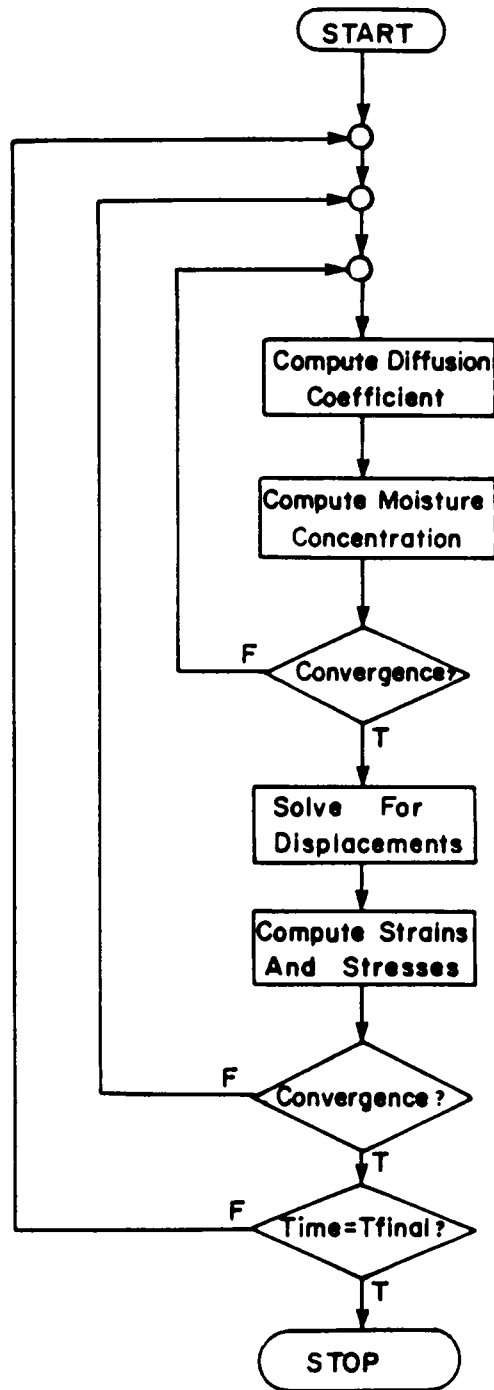 START
Compute Diffusion
Coefficient
Compute Moisture
Concentration
F
Convergence?
T
Solve For
Displacements
Compute Strains
And Stresses
F
Convergence?
T
F
Time=Tfinal?
T
STOP